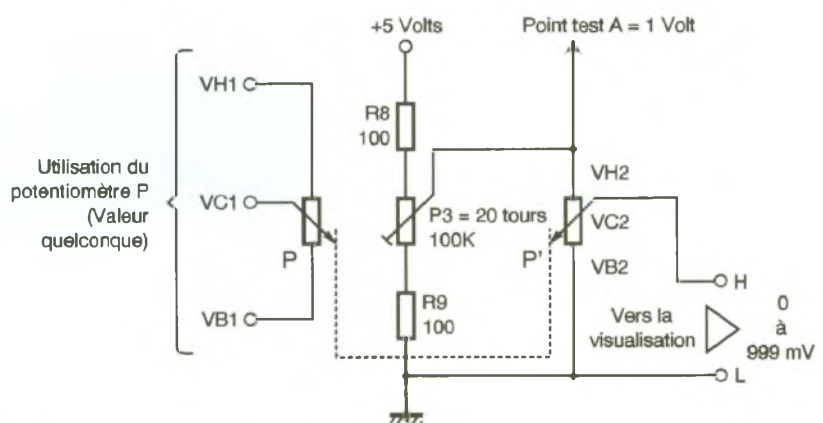 +5 Volts
Point test A = 1 Volt
VH1
R8
100
Utilisation du
potentiomètre P
(Valeur
quelconque)
VC1
P
P3 = 20 tours
100K
VH2
VC2
P'
VB2
VB1
R9
100
H
Vers la
visualisation
0
à
999 mV
L